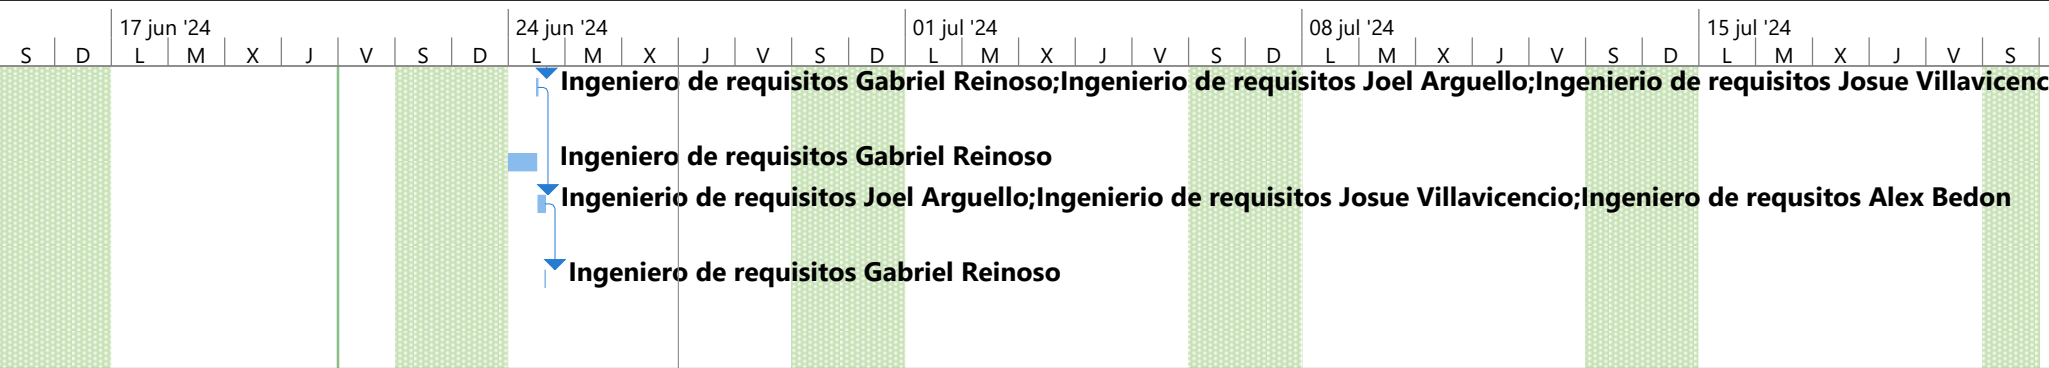 17 jun '24 24 jun '24 01 jul '24 08 jul '24 15 jul '24
S D L M X J V S D L M X J V S D L M X J V S D L M X J V S
Ingeniero de requisitos Gabriel Reinoso;Ingenierio de requisitos Joel Arguello;Ingenierio de requisitos Josue Villavicenc
Ingeniero de requisitos Gabriel Reinoso
Ingenierio de requisitos Joel Arguello;Ingenierio de requisitos Josue Villavicencio;Ingeniero de requsitos Alex Bedon
Ingeniero de requisitos Gabriel Reinoso